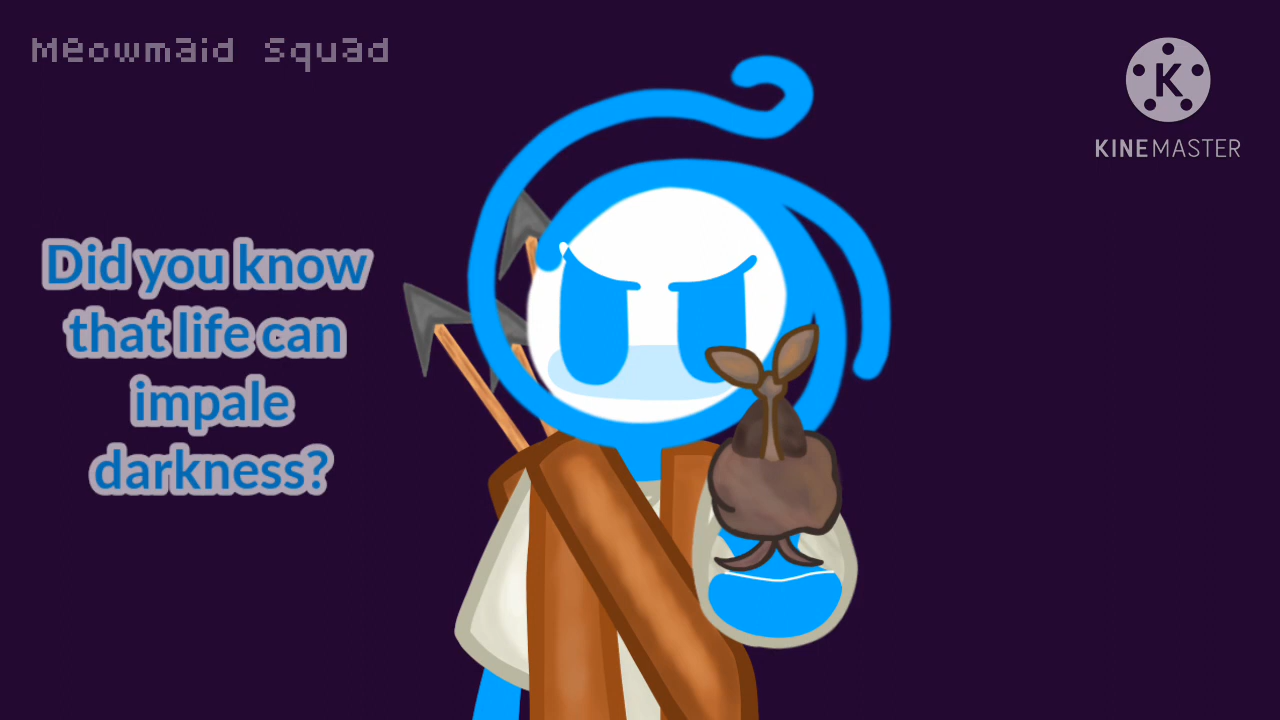 Meowmaid Squad
KINEMASTER
Did you know
that life can
impale
darkness?